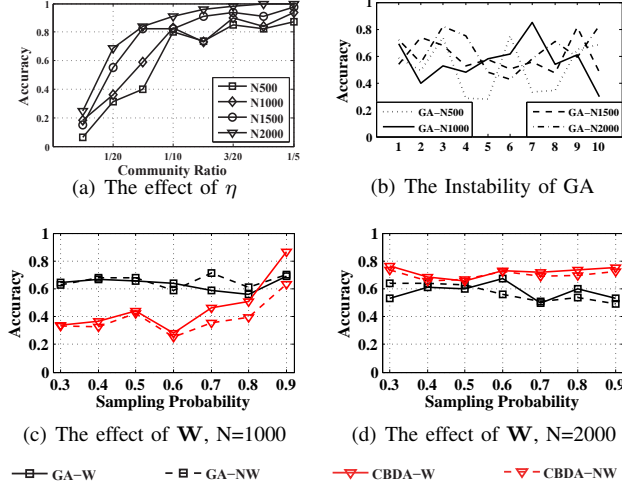 1
0.8
0.6
0.4
0.2
0
Accuracy
1/20 1/10 3/20 1/5
Community Ratio
N500
N1000
N1500
N2000
(a) The effect of η
1
0.8
0.6
0.4
0.2
0
Accuracy
1 2 3 4 5 6 7 8 9 10
GA−N500
GA−N1000
GA−N1500
GA−N2000
(b) The Instability of GA
1
0.8
0.6
0.4
0.2
0
Accuracy
0.3 0.4 0.5 0.6 0.7 0.8 0.9
Sampling Probability
(c) The effect of W, N=1000
1
0.8
0.6
0.4
0.2
0
Accuracy
0.3 0.4 0.5 0.6 0.7 0.8 0.9
Sampling Probability
(d) The effect of W, N=2000
GA−W GA−NW CBDA−W CBDA−NW